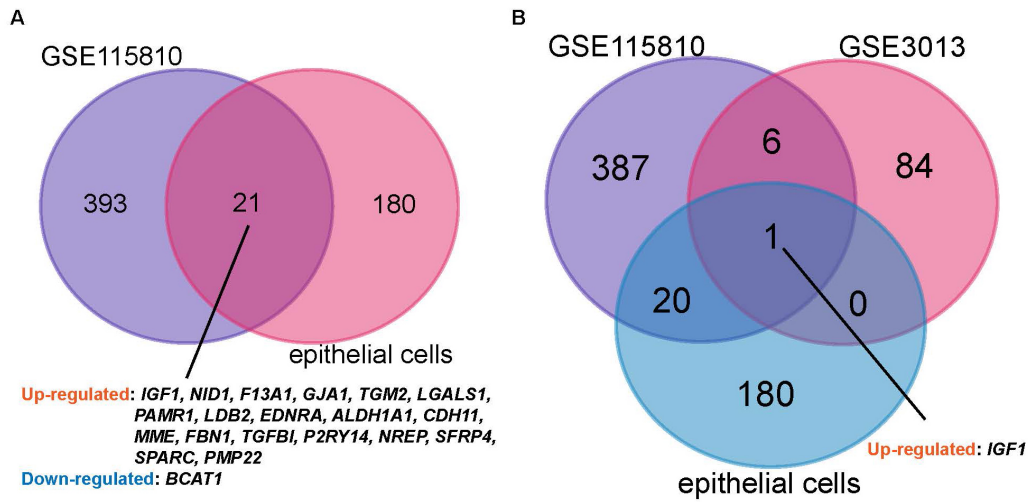 A
GSE115810
393
21
180
epithelial cells
Up-regulated: IGF1, NID1, F13A1, GJA1, TGM2, LGALS1,
PAMR1, LDB2, EDNRA, ALDH1A1, CDH11,
MME, FBN1, TGFBI, P2RY14, NREP, SFRP4,
SPARC, PMP22
Down-regulated: BCAT1
B
GSE115810
GSE3013
387
6
84
1
20
0
180
Up-regulated: IGF1
epithelial cells